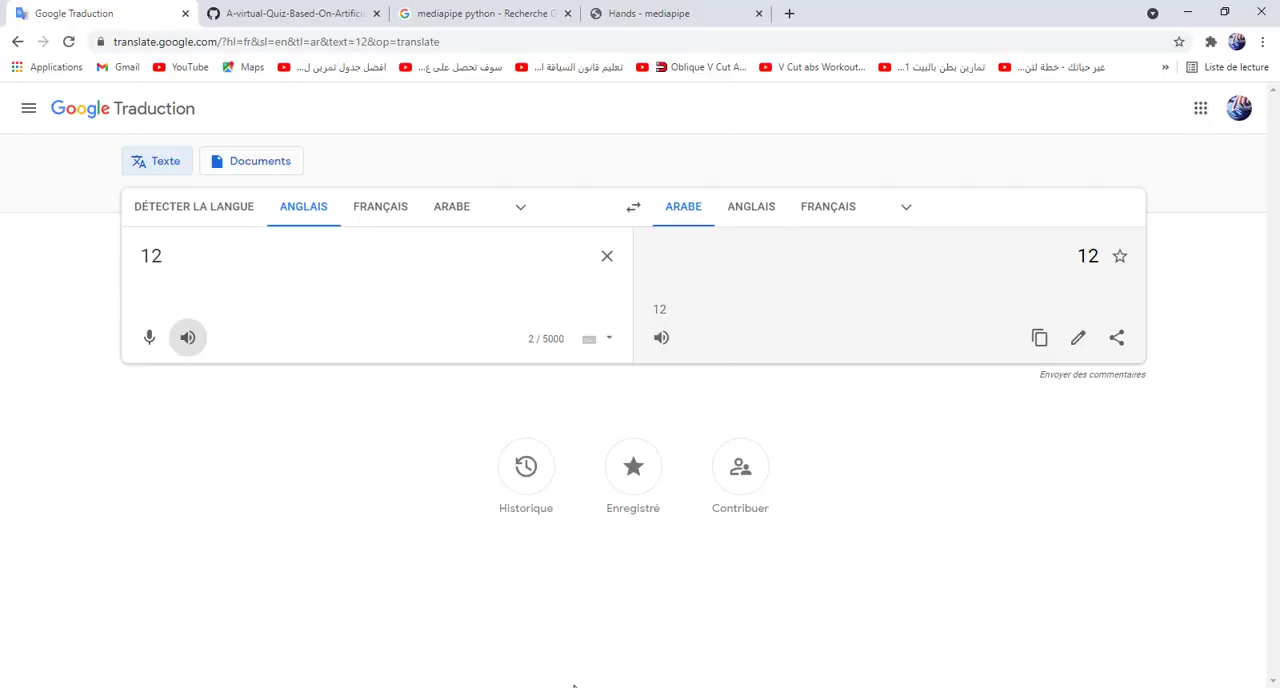 Google Traduction
A-virtual-Quiz-Based-On-Artificia
mediapipe python - Recherche G
Hands - mediapipe
translate.google.com/?hl=fr&sl=en&tl=ar&text=12&op=translate
Applications
Gmail
YouTube
Maps
افضل جدول تمرين ل...
سوف تحصل على ع...
تعليم قانون السياقة ا...
Oblique V Cut A...
V Cut abs Workout...
تمارين بطن بالبيت 1...
غير حياتك - خطة لتن...
»
Liste de lecture
Google Traduction
Texte
Documents
DÉTECTER LA LANGUE
ANGLAIS
FRANÇAIS
ARABE
ARABE
ANGLAIS
FRANÇAIS
12
12
12
2 / 5000
Envoyer des commentaires
Historique
Enregistré
Contribuer